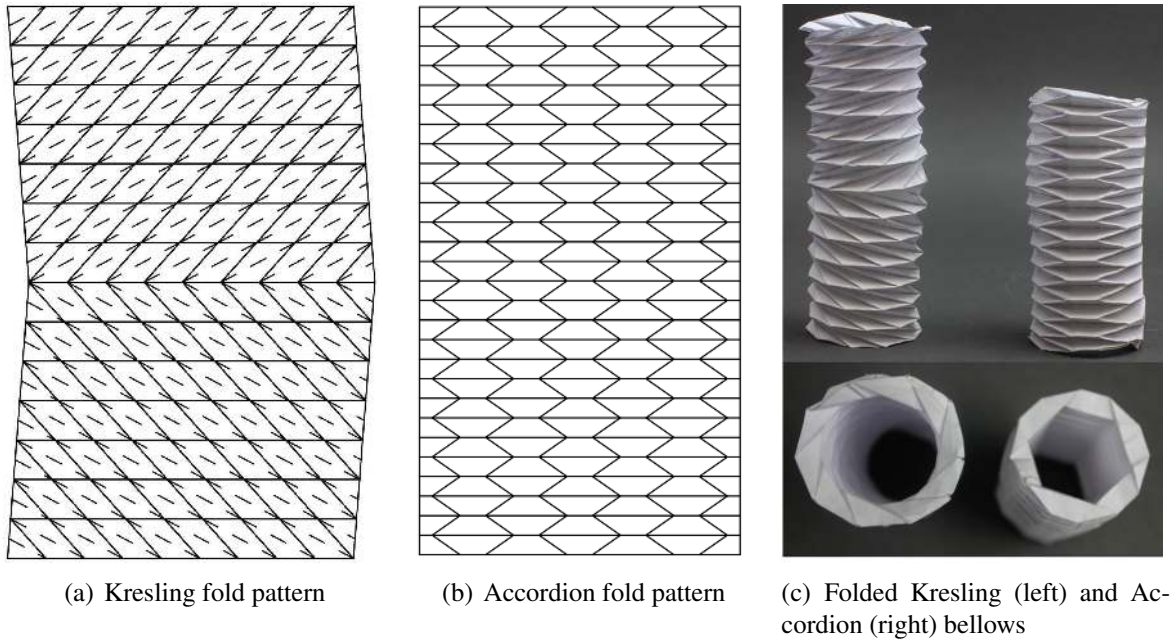 (a) Kresling fold pattern
(b) Accordion fold pattern
(c) Folded Kresling (left) and Ac-
cordion (right) bellows